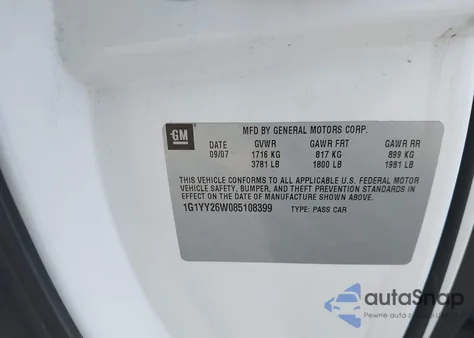 GM
MFD BY GENERAL MOTORS CORP.
DATE GVWR GAWR FRT GAWR RR
09/07 1716 KG 817 KG 899 KG
3781 LB 1800 LB 1981 LB
THIS VEHICLE CONFORMS TO ALL APPLICABLE U.S. FEDERAL MOTOR
VEHICLE SAFETY, BUMPER, AND THEFT PREVENTION STANDARDS IN
EFFECT ON THE DATE OF MANUFACTURE SHOWN ABOVE.
1G1YY26W085108399 TYPE: PASS CAR
autoSnap
Pewne auta z